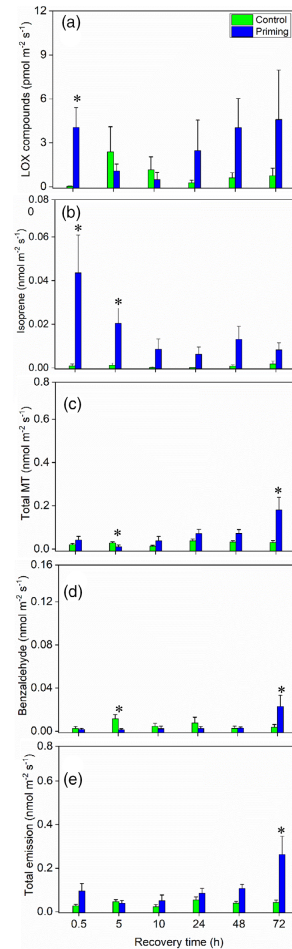 (a)
Control
Priming
LOX compounds (pmol m⁻² s⁻¹)
12
9
6
3
0
*
(b)
Isoprene (nmol m⁻² s⁻¹)
0
0.08
0.06
0.04
0.02
0.00
*
*
(c)
Total MT (nmol m⁻² s⁻¹)
0.8
0.6
0.4
0.2
0.0
*
*
(d)
Benzaldehyde (nmol m⁻² s⁻¹)
0.16
0.12
0.08
0.04
0.00
*
*
(e)
Total emission (nmol m⁻² s⁻¹)
0.8
0.6
0.4
0.2
0.0
*
0.5 5 10 24 48 72
Recovery time (h)